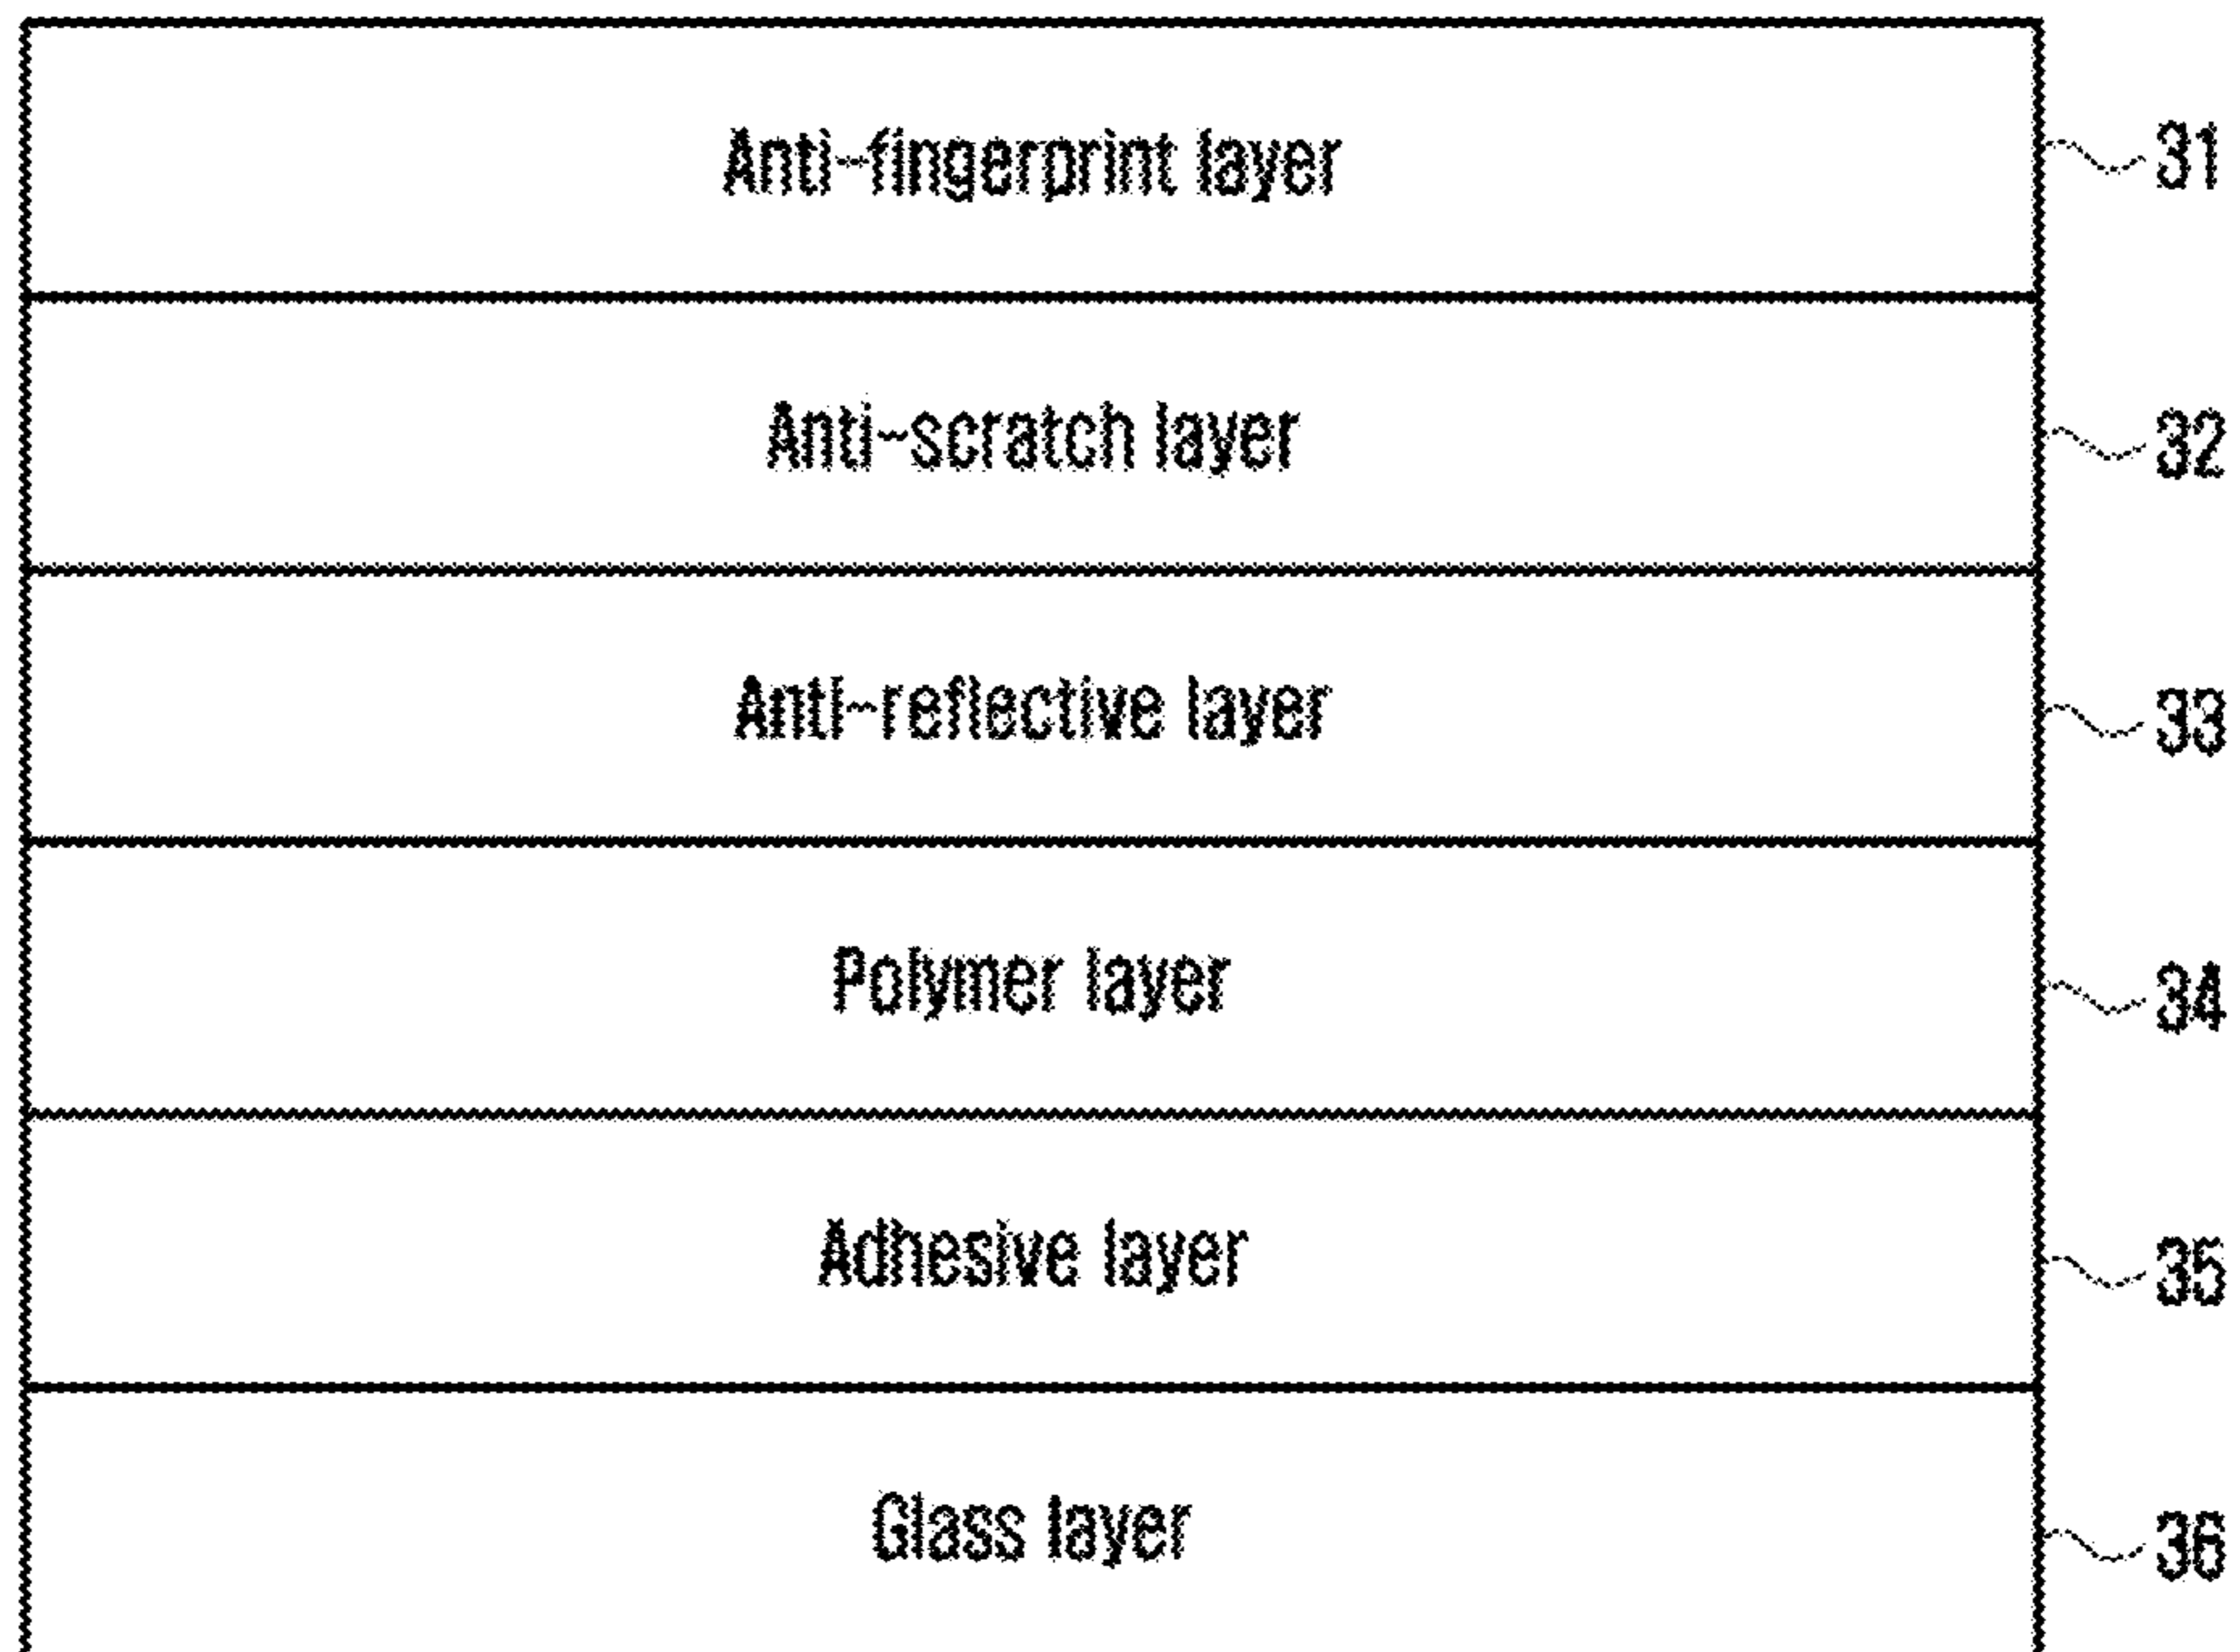 Anti-fingerprint layer 31
Anti-scratch layer 32
Anti-reflective layer 33
Polymer layer 34
Adhesive layer 35
Glass layer 36